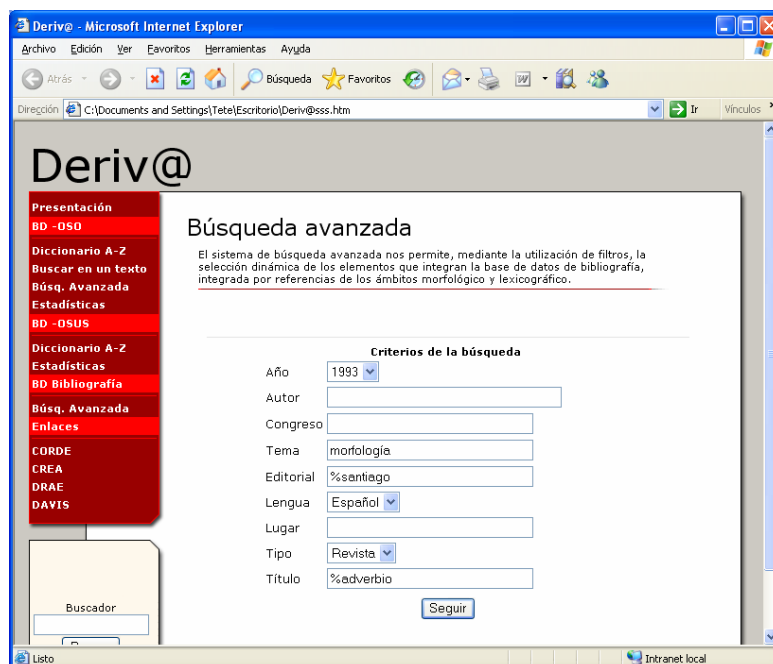 Deriv@ - Microsoft Internet Explorer
Archivo Edición Ver Favoritos Herramientas Ayuda
Atrás Búsqueda Favoritos
Dirección C:\Documents and Settings\Tete\Escritorio\Deriv@sss.htm Ir Vínculos
Deriv@
Presentación
BD -OSO
Diccionario A-Z
Buscar en un texto
Búsq. Avanzada
Estadísticas
BD -OSUS
Diccionario A-Z
Estadísticas
BD Bibliografía
Búsq. Avanzada
Enlaces
CORDE
CREA
DRAE
DAVIS
Buscador
Búsqueda avanzada
El sistema de búsqueda avanzada nos permite, mediante la utilización de filtros, la
selección dinámica de los elementos que integran la base de datos de bibliografía,
integrada por referencias de los ámbitos morfológico y lexicográfico.
Criterios de la búsqueda
Año 1993
Autor
Congreso
Tema morfología
Editorial %santiago
Lengua Español
Lugar
Tipo Revista
Título %adverbio
Seguir
Listo Intranet local